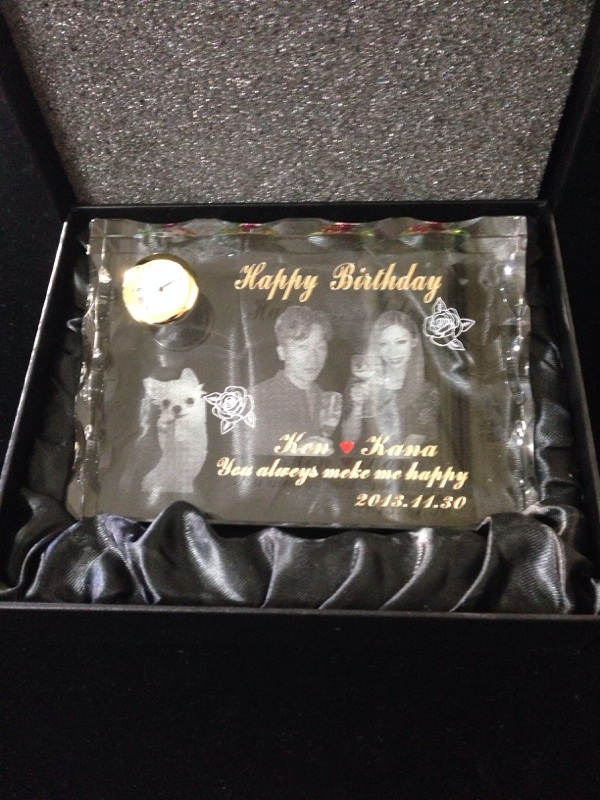 Happy Birthday
Ken ♥ Kana
You alweys meke me happy
2013.11.30